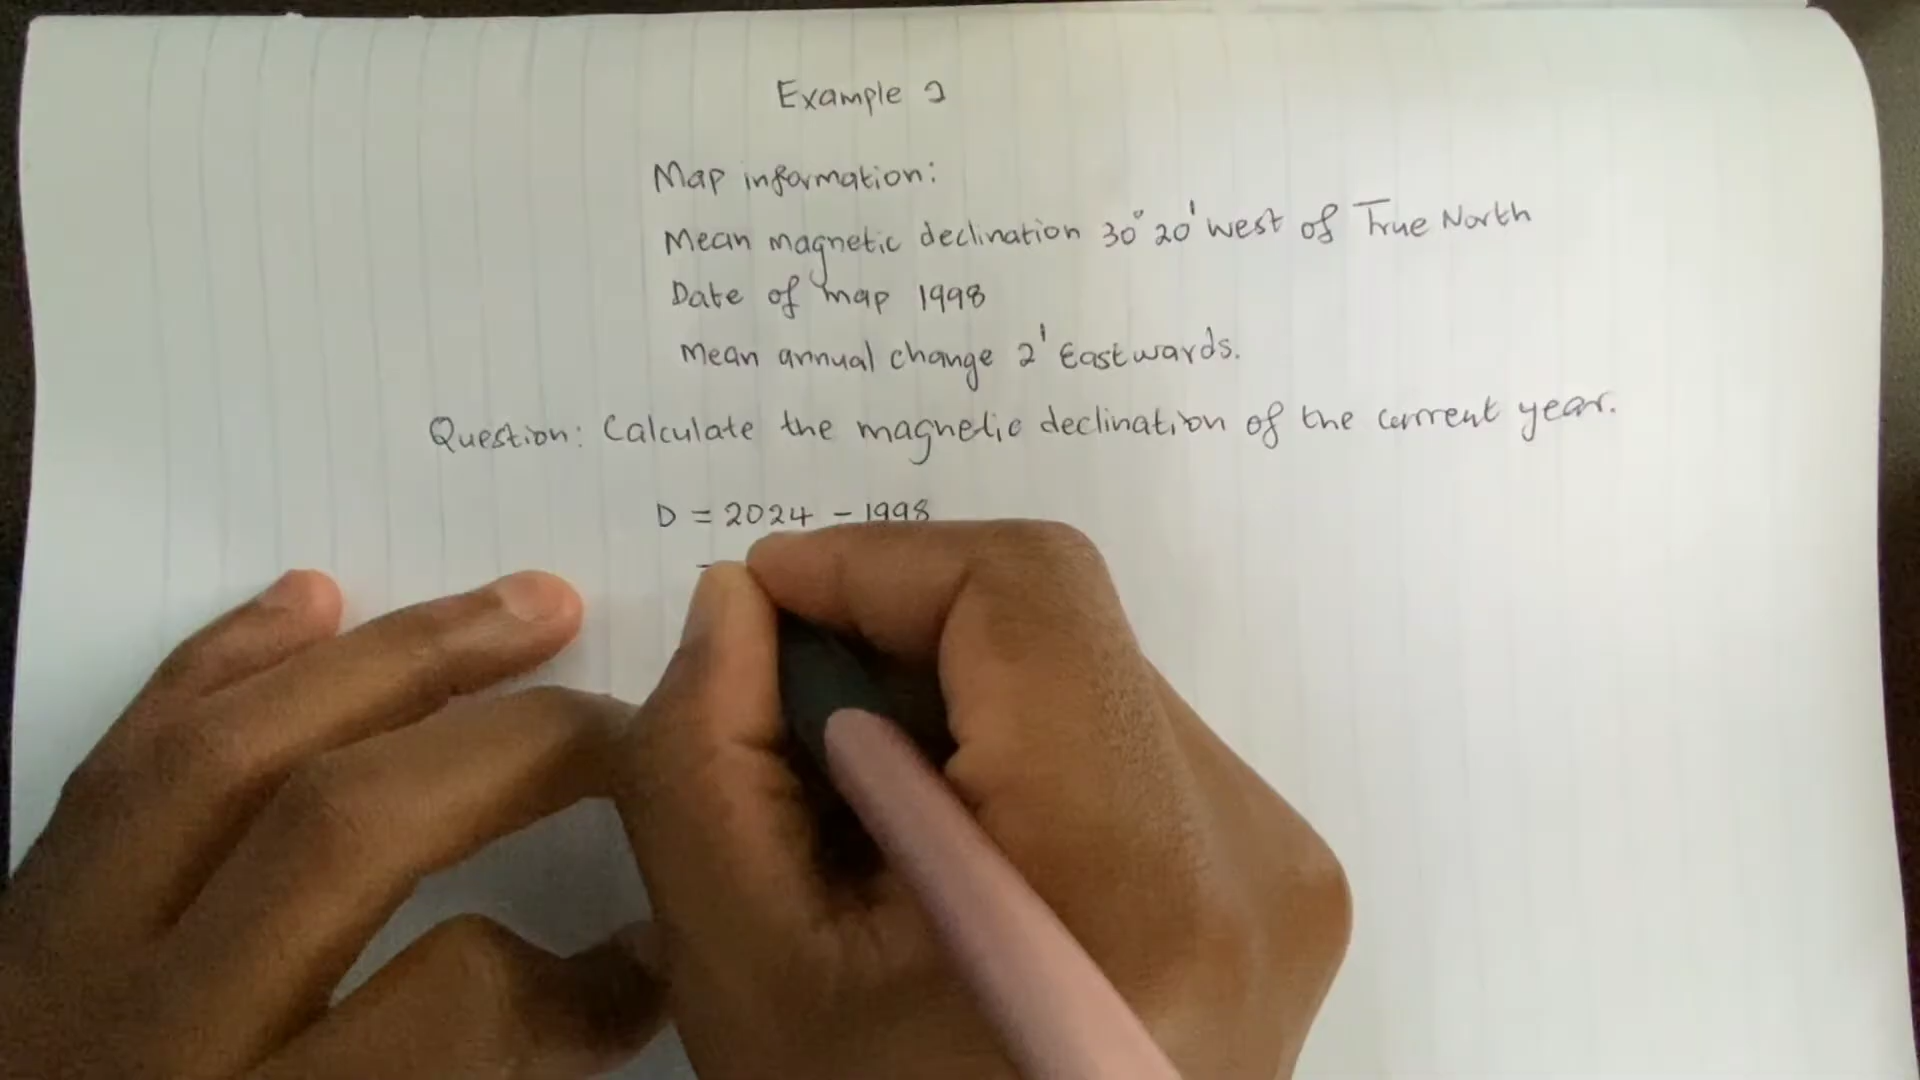 Example 2
Map information:
Mean magnetic declination 30° 20' west of True North
Date of map 1998
Mean annual change 2' Eastwards.
Question: Calculate the magnetic declination of the current year.
D = 2024 - 1998